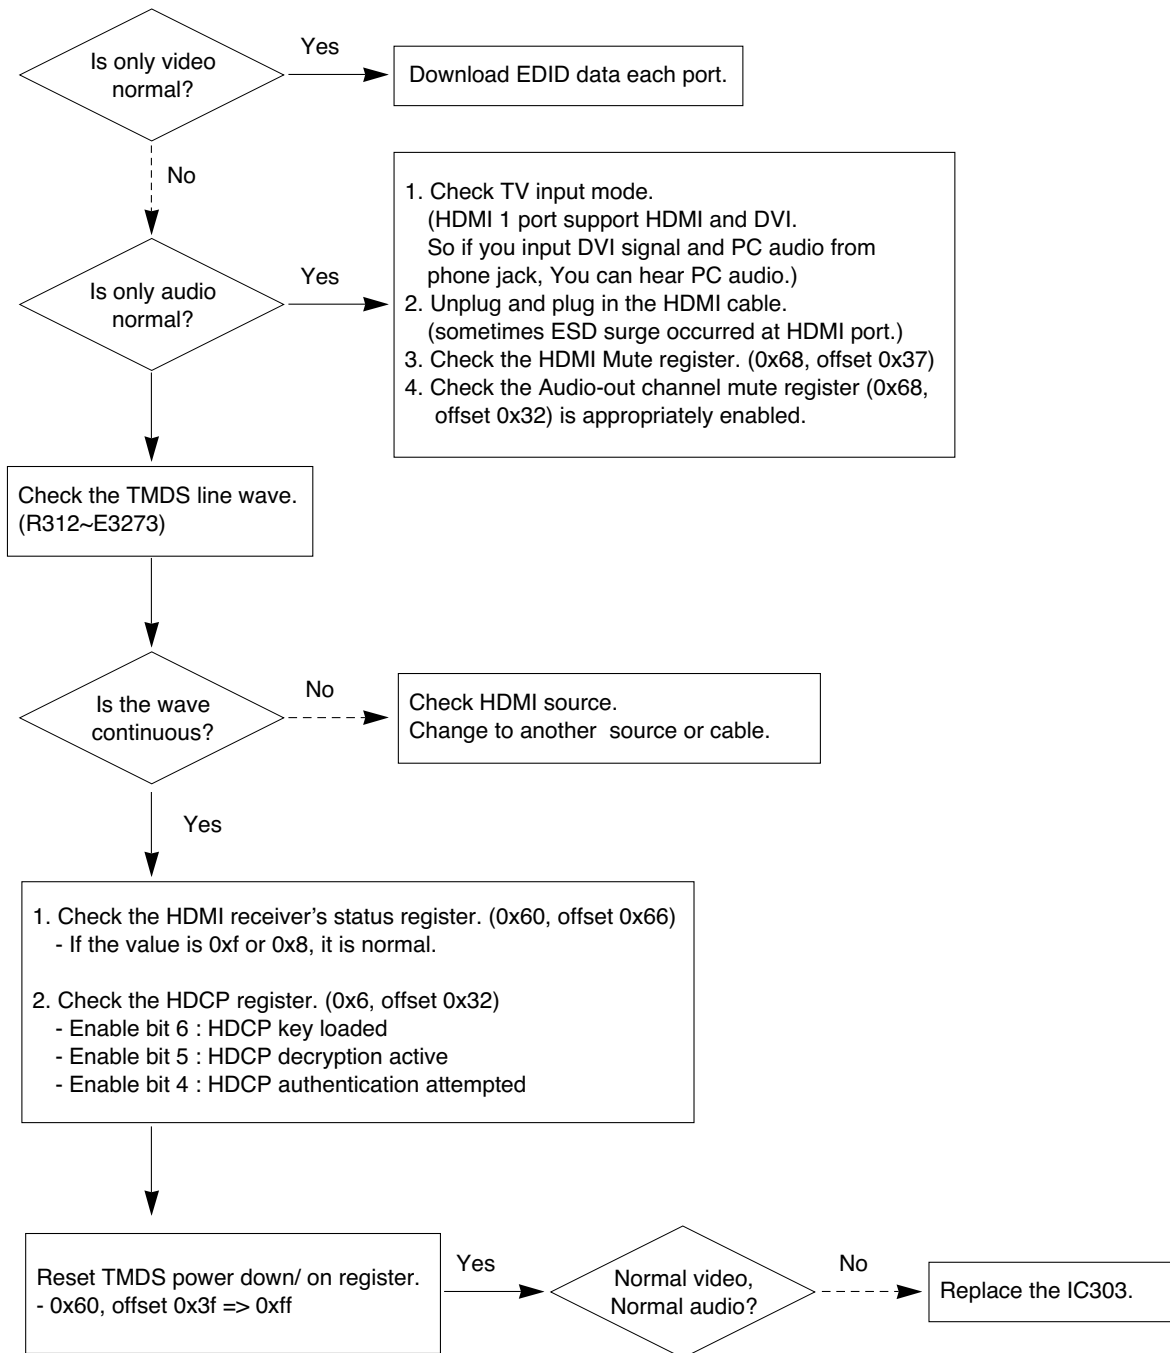 Is only video
normal?
Yes
Download EDID data each port.
No
Is only audio
normal?
Yes
1. Check TV input mode.
(HDMI 1 port support HDMI and DVI.
So if you input DVI signal and PC audio from
phone jack, You can hear PC audio.)
2. Unplug and plug in the HDMI cable.
(sometimes ESD surge occurred at HDMI port.)
3. Check the HDMI Mute register. (0x68, offset 0x37)
4. Check the Audio-out channel mute register (0x68,
offset 0x32) is appropriately enabled.
Check the TMDS line wave.
(R312~E3273)
Is the wave
continuous?
No
Check HDMI source.
Change to another source or cable.
Yes
1. Check the HDMI receiver's status register. (0x60, offset 0x66)
- If the value is 0xf or 0x8, it is normal.
2. Check the HDCP register. (0x6, offset 0x32)
- Enable bit 6 : HDCP key loaded
- Enable bit 5 : HDCP decryption active
- Enable bit 4 : HDCP authentication attempted
Reset TMDS power down/ on register.
- 0x60, offset 0x3f => 0xff
Yes
Normal video,
Normal audio?
No
Replace the IC303.